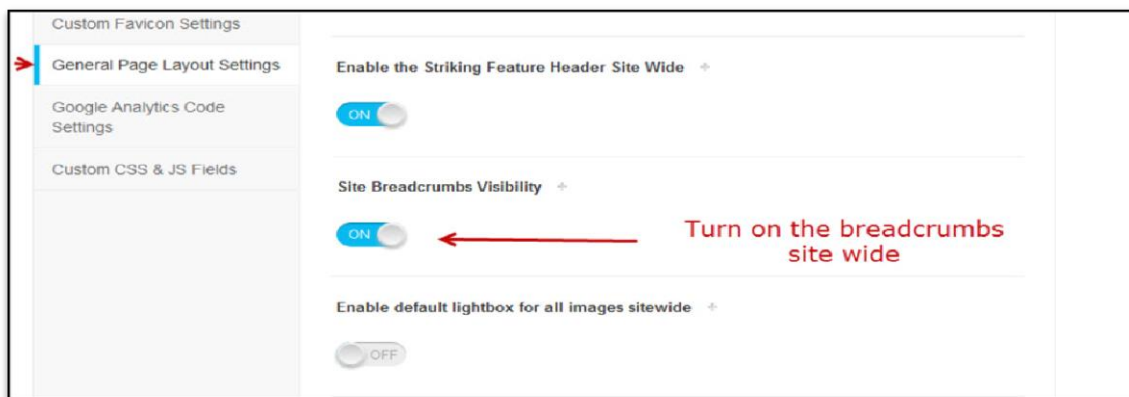 Custom Favicon Settings
General Page Layout Settings
Google Analytics Code
Settings
Custom CSS & JS Fields
Enable the Striking Feature Header Site Wide
ON
Site Breadcrumbs Visibility
ON
Turn on the breadcrumbs
site wide
Enable default lightbox for all images sitewide
OFF